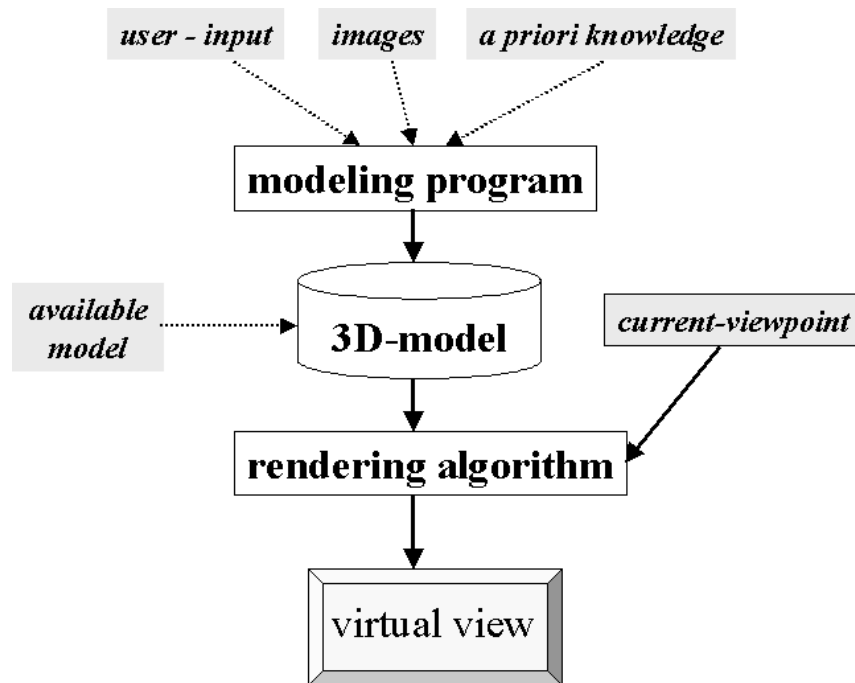 user - input
images
a priori knowledge
modeling program
available
model
3D-model
current-viewpoint
rendering algorithm
virtual view